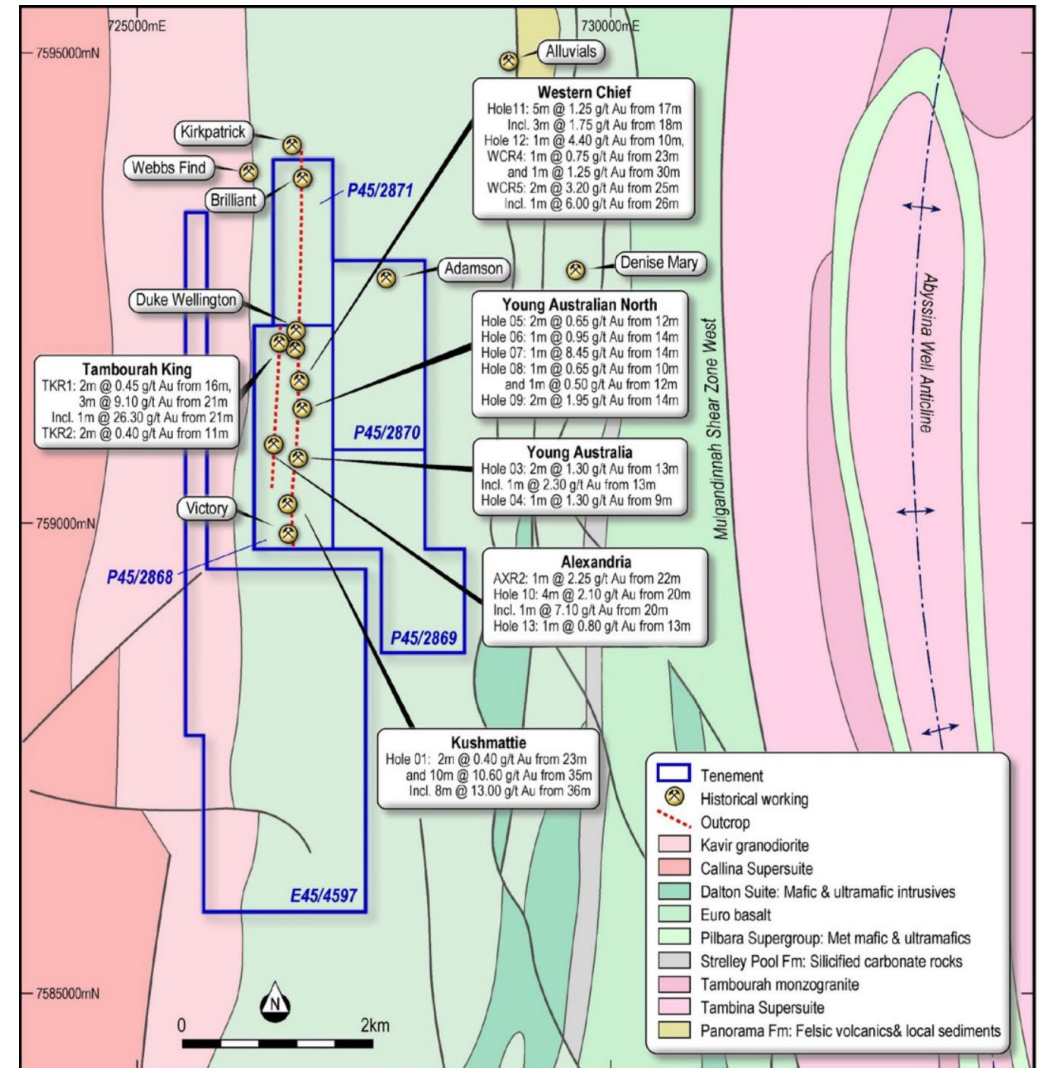 725000mE
730000mE
7595000mN
Alluvials
Western Chief
Hole11: 5m @ 1.25 g/t Au from 17m
Incl. 3m @ 1.75 g/t Au from 18m
Hole 12: 1m @ 4.40 g/t Au from 10m,
WCR4: 1m @ 0.75 g/t Au from 23m
and 1m @ 1.25 g/t Au from 30m
WCR5: 2m @ 3.20 g/t Au from 25m
Incl. 1m @ 6.00 g/t Au from 26m
Kirkpatrick
Webbs Find
Brilliant
P45/2871
Adamson
Denise Mary
Duke Wellington
Young Australian North
Hole 05: 2m @ 0.65 g/t Au from 12m
Hole 06: 1m @ 0.95 g/t Au from 14m
Hole 07: 1m @ 8.45 g/t Au from 14m
Hole 08: 1m @ 0.65 g/t Au from 10m
and 1m @ 0.50 g/t Au from 12m
Hole 09: 2m @ 1.95 g/t Au from 14m
Mulgandinnah Shear Zone West
Abyssina Well Anticline
Tambourah King
TKR1: 2m @ 0.45 g/t Au from 16m,
3m @ 9.10 g/t Au from 21m
Incl. 1m @ 26.30 g/t Au from 21m
TKR2: 2m @ 0.40 g/t Au from 11m
P45/2870
Young Australia
Hole 03: 2m @ 1.30 g/t Au from 13m
Incl. 1m @ 2.30 g/t Au from 13m
Hole 04: 1m @ 1.30 g/t Au from 9m
Victory
759000mN
P45/2868
Alexandria
AXR2: 1m @ 2.25 g/t Au from 22m
Hole 10: 4m @ 2.10 g/t Au from 20m
Incl. 1m @ 7.10 g/t Au from 20m
Hole 13: 1m @ 0.80 g/t Au from 13m
P45/2869
Kushmattie
Hole 01: 2m @ 0.40 g/t Au from 23m
and 10m @ 10.60 g/t Au from 35m
Incl. 8m @ 13.00 g/t Au from 36m
E45/4597
7585000mN
N
0
2km
Tenement
Historical working
Outcrop
Kavir granodiorite
Callina Supersuite
Dalton Suite: Mafic & ultramafic intrusives
Euro basalt
Pilbara Supergroup: Met mafic & ultramafics
Strelley Pool Fm: Silicified carbonate rocks
Tambourah monzogranite
Tambina Supersuite
Panorama Fm: Felsic volcanics& local sediments